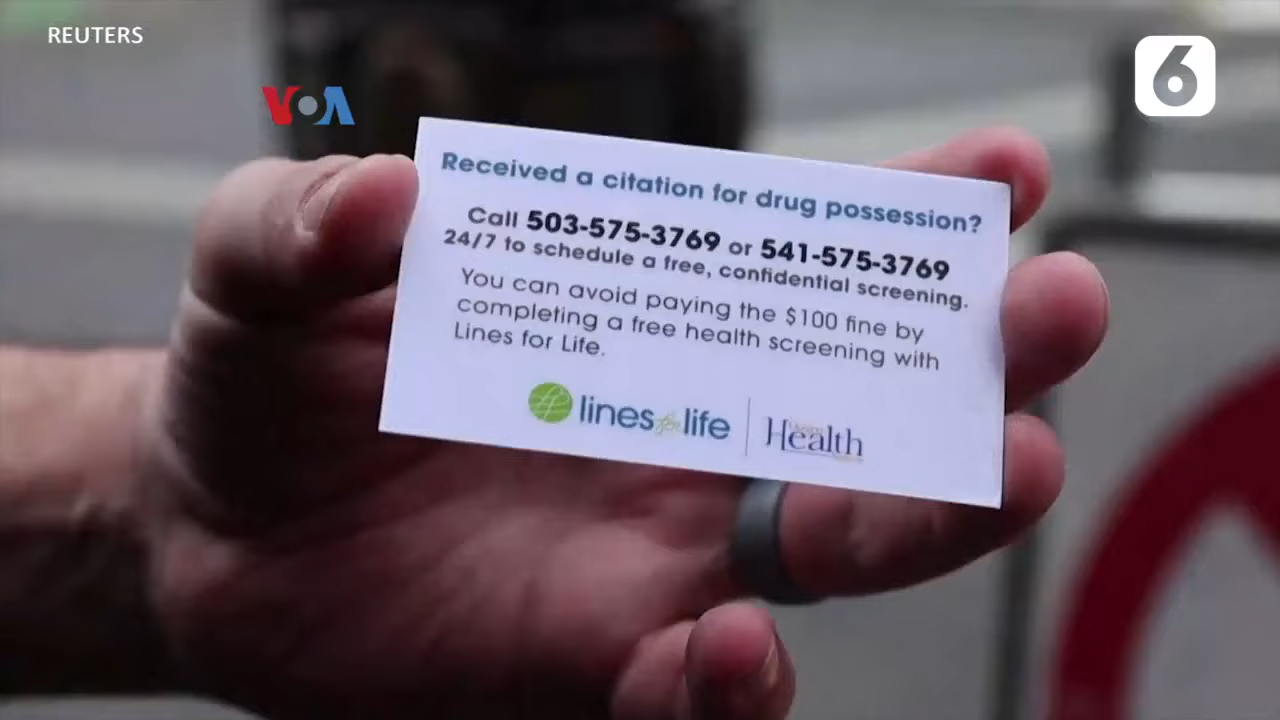 REUTERS
VOA
6
Received a citation for drug possession?
Call 503-575-3769 or 541-575-3769
24/7 to schedule a free, confidential screening.
You can avoid paying the $100 fine by
completing a free health screening with
Lines for Life.
lines for life
Health